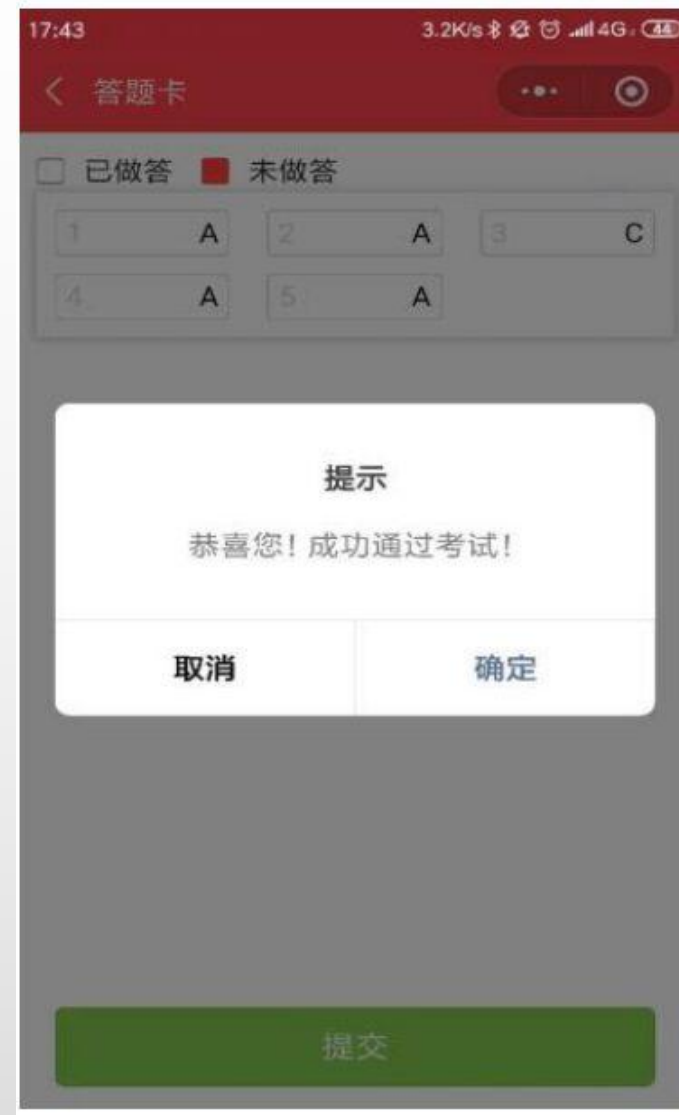 17:43 3.2K/s 4G 44
答题卡
已做答 未做答
1 A 2 A 3 C
4 A 5 A
提示
恭喜您！成功通过考试！
取消 确定
提交